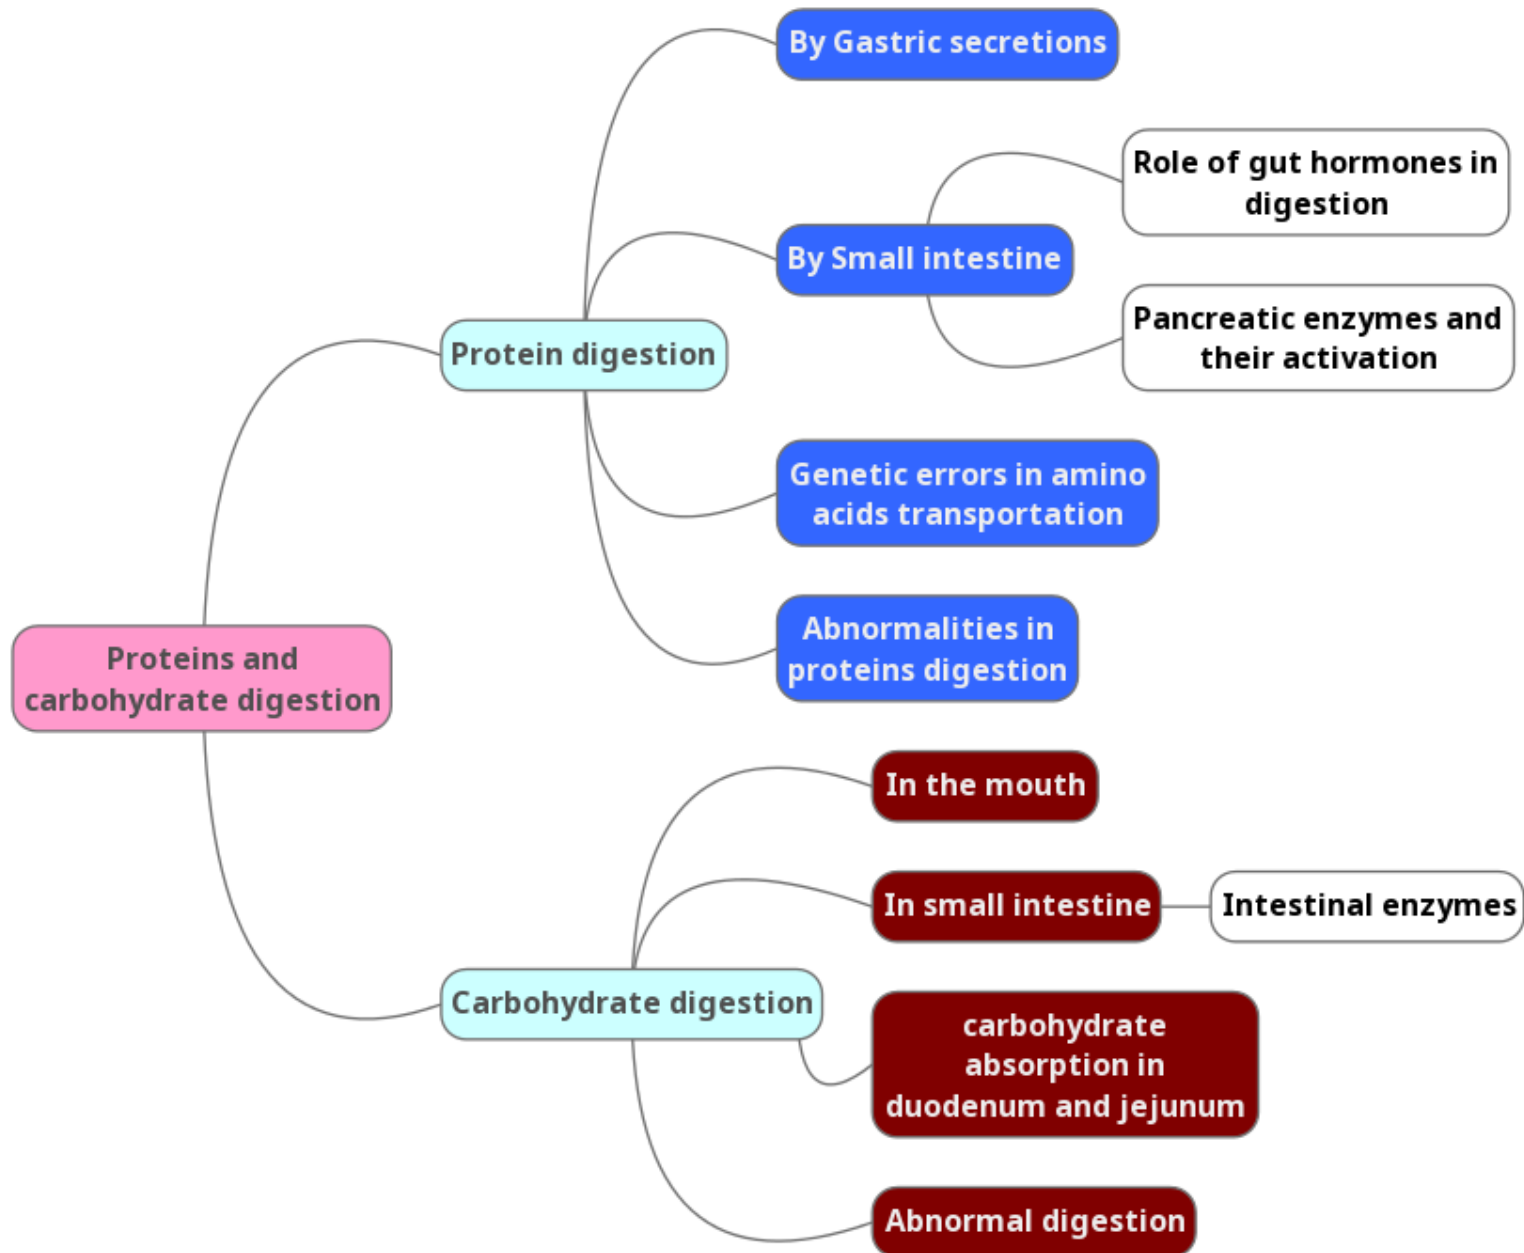 By Gastric secretions
Role of gut hormones in
digestion
By Small intestine
Pancreatic enzymes and
their activation
Protein digestion
Genetic errors in amino
acids transportation
Abnormalities in
proteins digestion
Proteins and
carbohydrate digestion
In the mouth
In small intestine
Intestinal enzymes
Carbohydrate digestion
carbohydrate
absorption in
duodenum and jejunum
Abnormal digestion